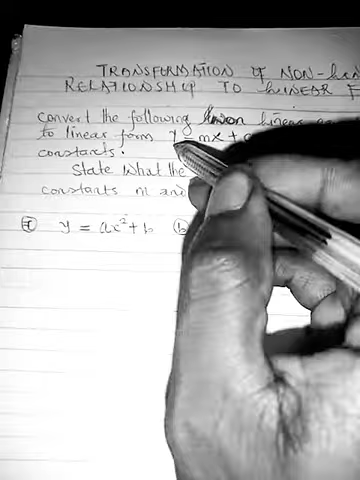 TRANSFORMATION OF NON-
RELATIONSHIP TO LINEAR F
Convert the following linear
to linear form y = mx + c
constants.
State what the
constants m and
y = ax² + b (b